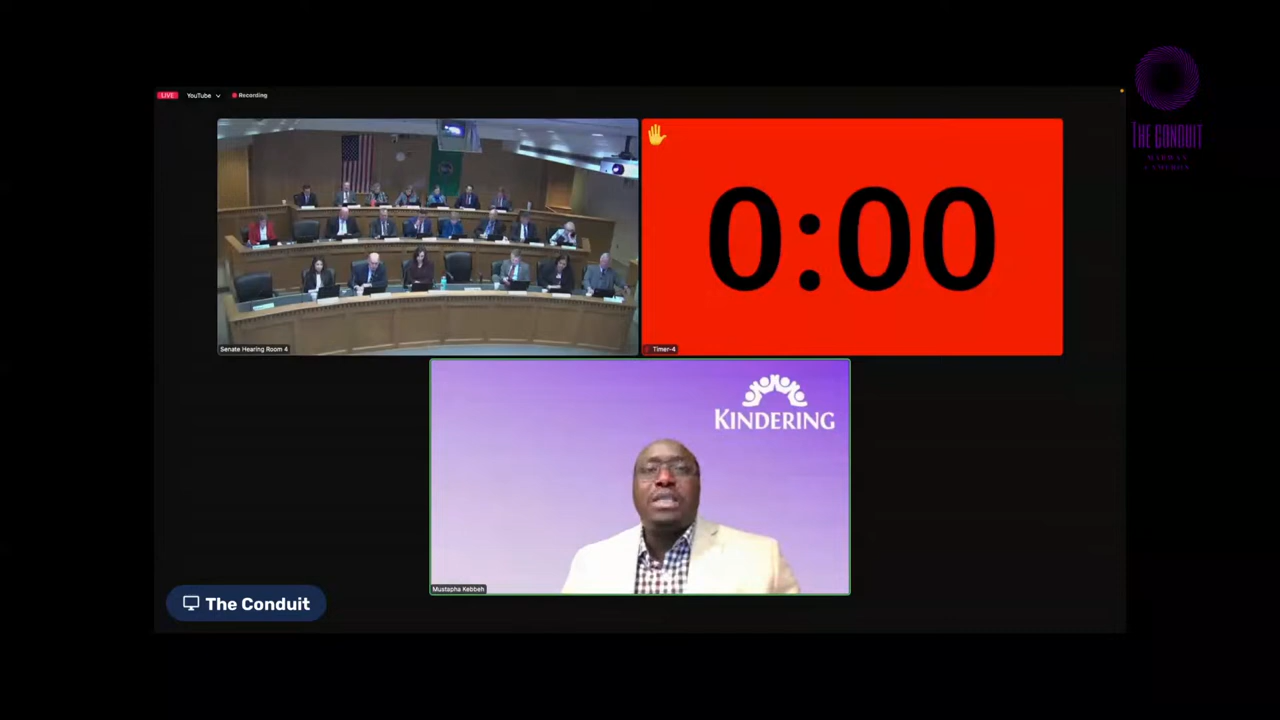 LIVE YouTube Recording
THE CONDUIT
Senate Hearing Room 4
0:00
Timer-4
KINDERING
Mustapha Kebbeh
The Conduit